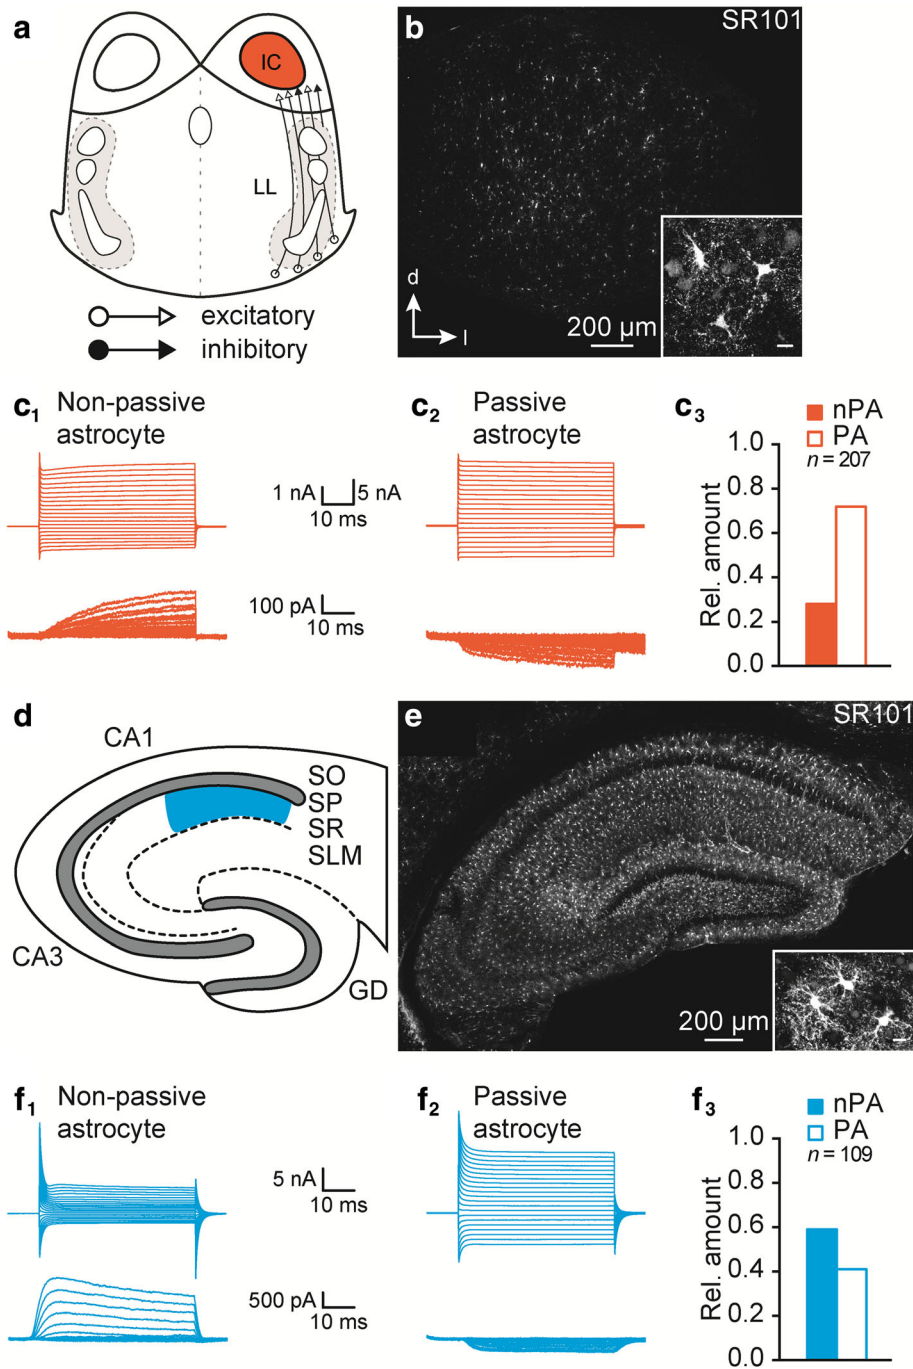 a
IC
LL
excitatory
inhibitory
b
SR101
d
l
200 µm
c1
Non-passive
astrocyte
1 nA
5 nA
10 ms
100 pA
10 ms
c2
Passive
astrocyte
c3
nPA
PA
n = 207
1.0
0.8
0.6
0.4
0.2
0.0
Rel. amount
d
CA1
SO
SP
SR
SLM
CA3
GD
e
SR101
200 µm
f1
Non-passive
astrocyte
5 nA
10 ms
500 pA
10 ms
f2
Passive
astrocyte
f3
nPA
PA
n = 109
1.0
0.8
0.6
0.4
0.2
0.0
Rel. amount